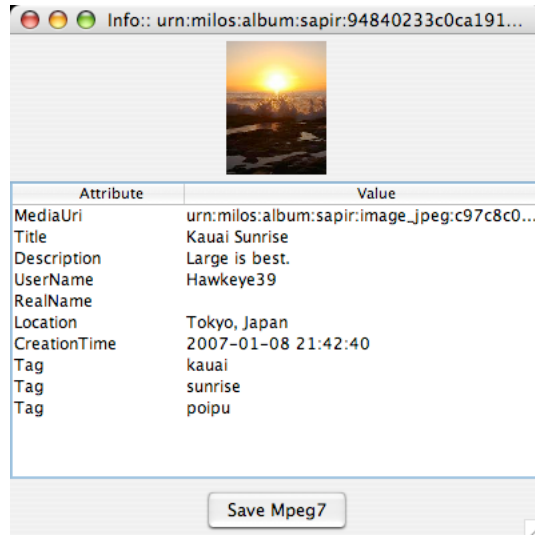 Info:: urn:milos:album:sapir:94840233c0ca191...
Attribute Value
MediaUri urn:milos:album:sapir:image_jpeg:c97c8c0...
Title Kauai Sunrise
Description Large is best.
UserName Hawkeye39
RealName
Location Tokyo, Japan
CreationTime 2007-01-08 21:42:40
Tag kauai
Tag sunrise
Tag poipu
Save Mpeg7